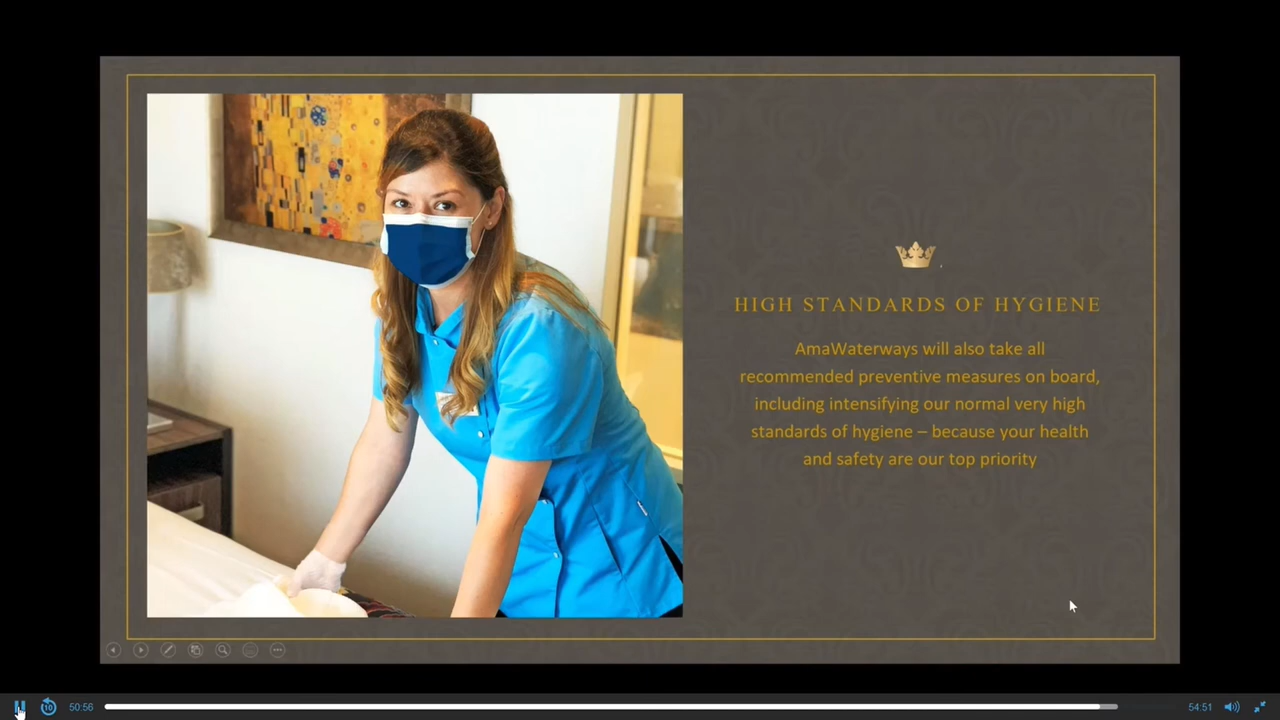 HIGH STANDARDS OF HYGIENE
AmaWaterways will also take all
recommended preventive measures on board,
including intensifying our normal very high
standards of hygiene – because your health
and safety are our top priority
10
50:56
54:51